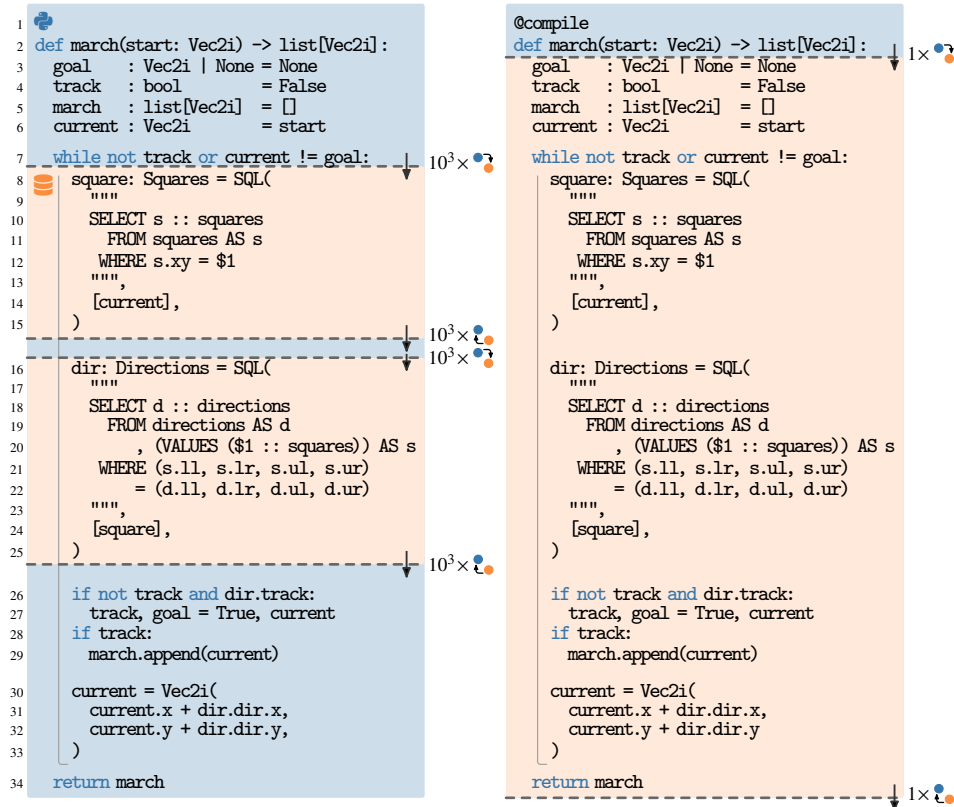 1
2 def march(start: Vec2i) -> list[Vec2i]:
3 goal : Vec2i | None = None
4 track : bool = False
5 march : list[Vec2i] = []
6 current : Vec2i = start
7 while not track or current != goal:
10³×
8 square: Squares = SQL(
9 """
10 SELECT s :: squares
11 FROM squares AS s
12 WHERE s.xy = $1
13 """,
14 [current],
15 )
10³×
10³×
16 dir: Directions = SQL(
17 """
18 SELECT d :: directions
19 FROM directions AS d
20 , (VALUES ($1 :: squares)) AS s
21 WHERE (s.ll, s.lr, s.ul, s.ur)
22 = (d.ll, d.lr, d.ul, d.ur)
23 """,
24 [square],
25 )
10³×
26 if not track and dir.track:
27 track, goal = True, current
28 if track:
29 march.append(current)
30 current = Vec2i(
31 current.x + dir.dir.x,
32 current.y + dir.dir.y,
33 )
34 return march
@compile
def march(start: Vec2i) -> list[Vec2i]:
1×
goal : Vec2i | None = None
track : bool = False
march : list[Vec2i] = []
current : Vec2i = start
while not track or current != goal:
square: Squares = SQL(
"""
SELECT s :: squares
FROM squares AS s
WHERE s.xy = $1
""",
[current],
)
dir: Directions = SQL(
"""
SELECT d :: directions
FROM directions AS d
, (VALUES ($1 :: squares)) AS s
WHERE (s.ll, s.lr, s.ul, s.ur)
= (d.ll, d.lr, d.ul, d.ur)
""",
[square],
)
if not track and dir.track:
track, goal = True, current
if track:
march.append(current)
current = Vec2i(
current.x + dir.dir.x,
current.y + dir.dir.y
)
return march
1×